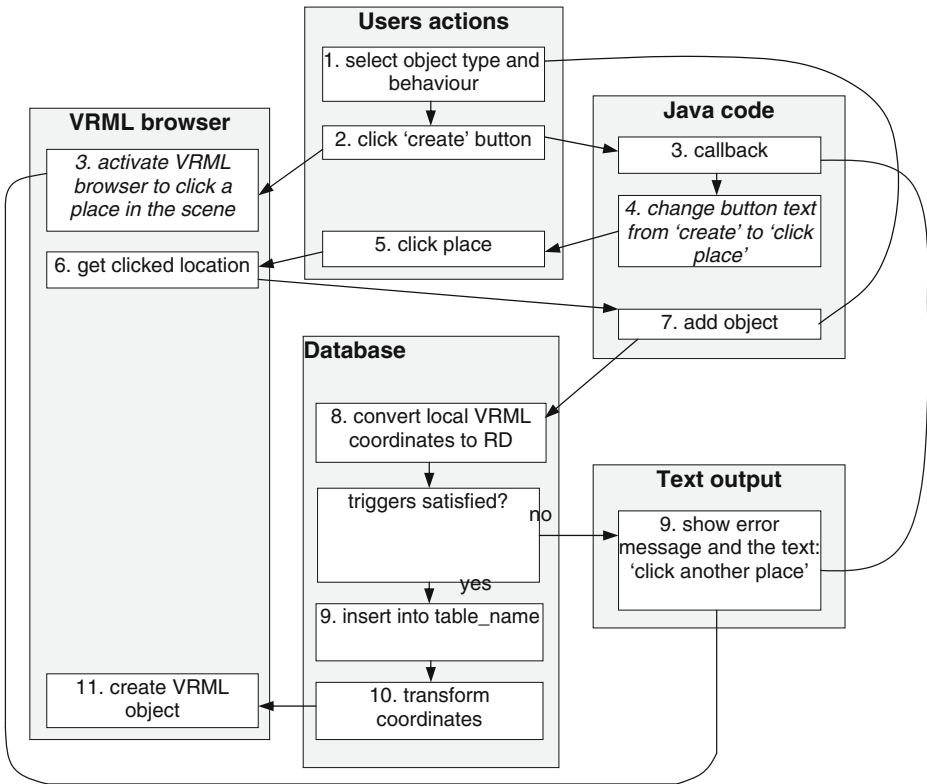 Users actions
1. select object type and
behaviour
2. click ‘create’ button
5. click place
VRML browser
3. activate VRML
browser to click a
place in the scene
6. get clicked location
11. create VRML
object
Java code
3. callback
4. change button text
from ‘create’ to ‘click
place’
7. add object
Database
8. convert local VRML
coordinates to RD
triggers satisfied?
no
yes
9. insert into table_name
10. transform
coordinates
Text output
9. show error
message and the text:
‘click another place’